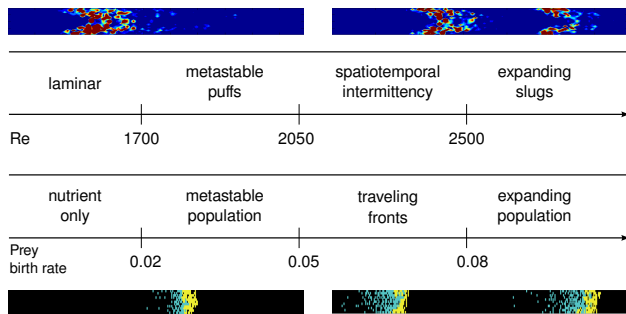 laminar
metastable
puffs
spatiotemporal
intermittency
expanding
slugs
Re
1700
2050
2500
nutrient
only
metastable
population
traveling
fronts
expanding
population
Prey
birth rate
0.02
0.05
0.08